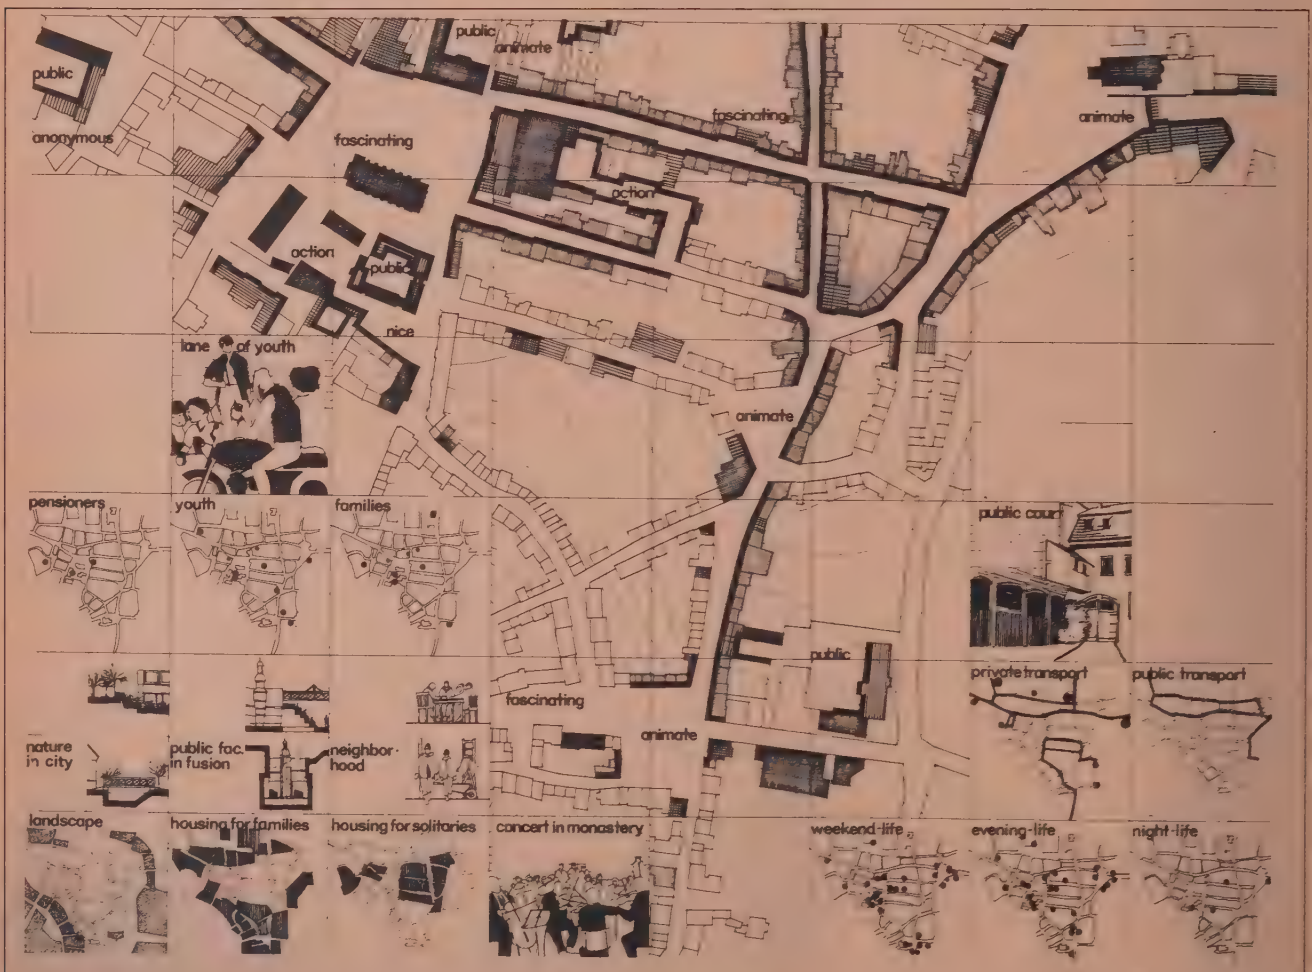 public
animate
public
anonymous
fascinating
fascinating
animate
action
action
public
nice
lane of youth
animate
pensioners
youth
families
public court
public
private transport
public transport
fascinating
animate
nature
in city
public fac.
in fusion
neighbor-
hood
landscape
housing for families
housing for solitaries
concert in monastery
weekend-life
evening-life
night-life